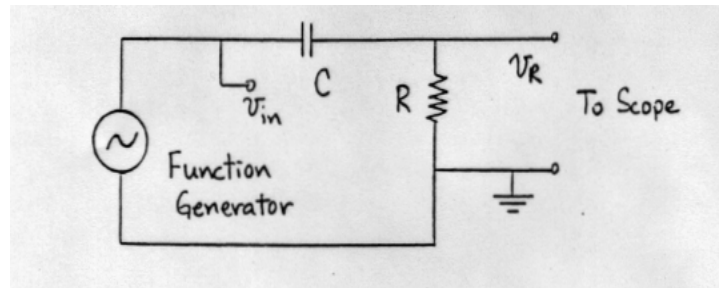 V_in
C
R
V_R
To Scope
Function
Generator